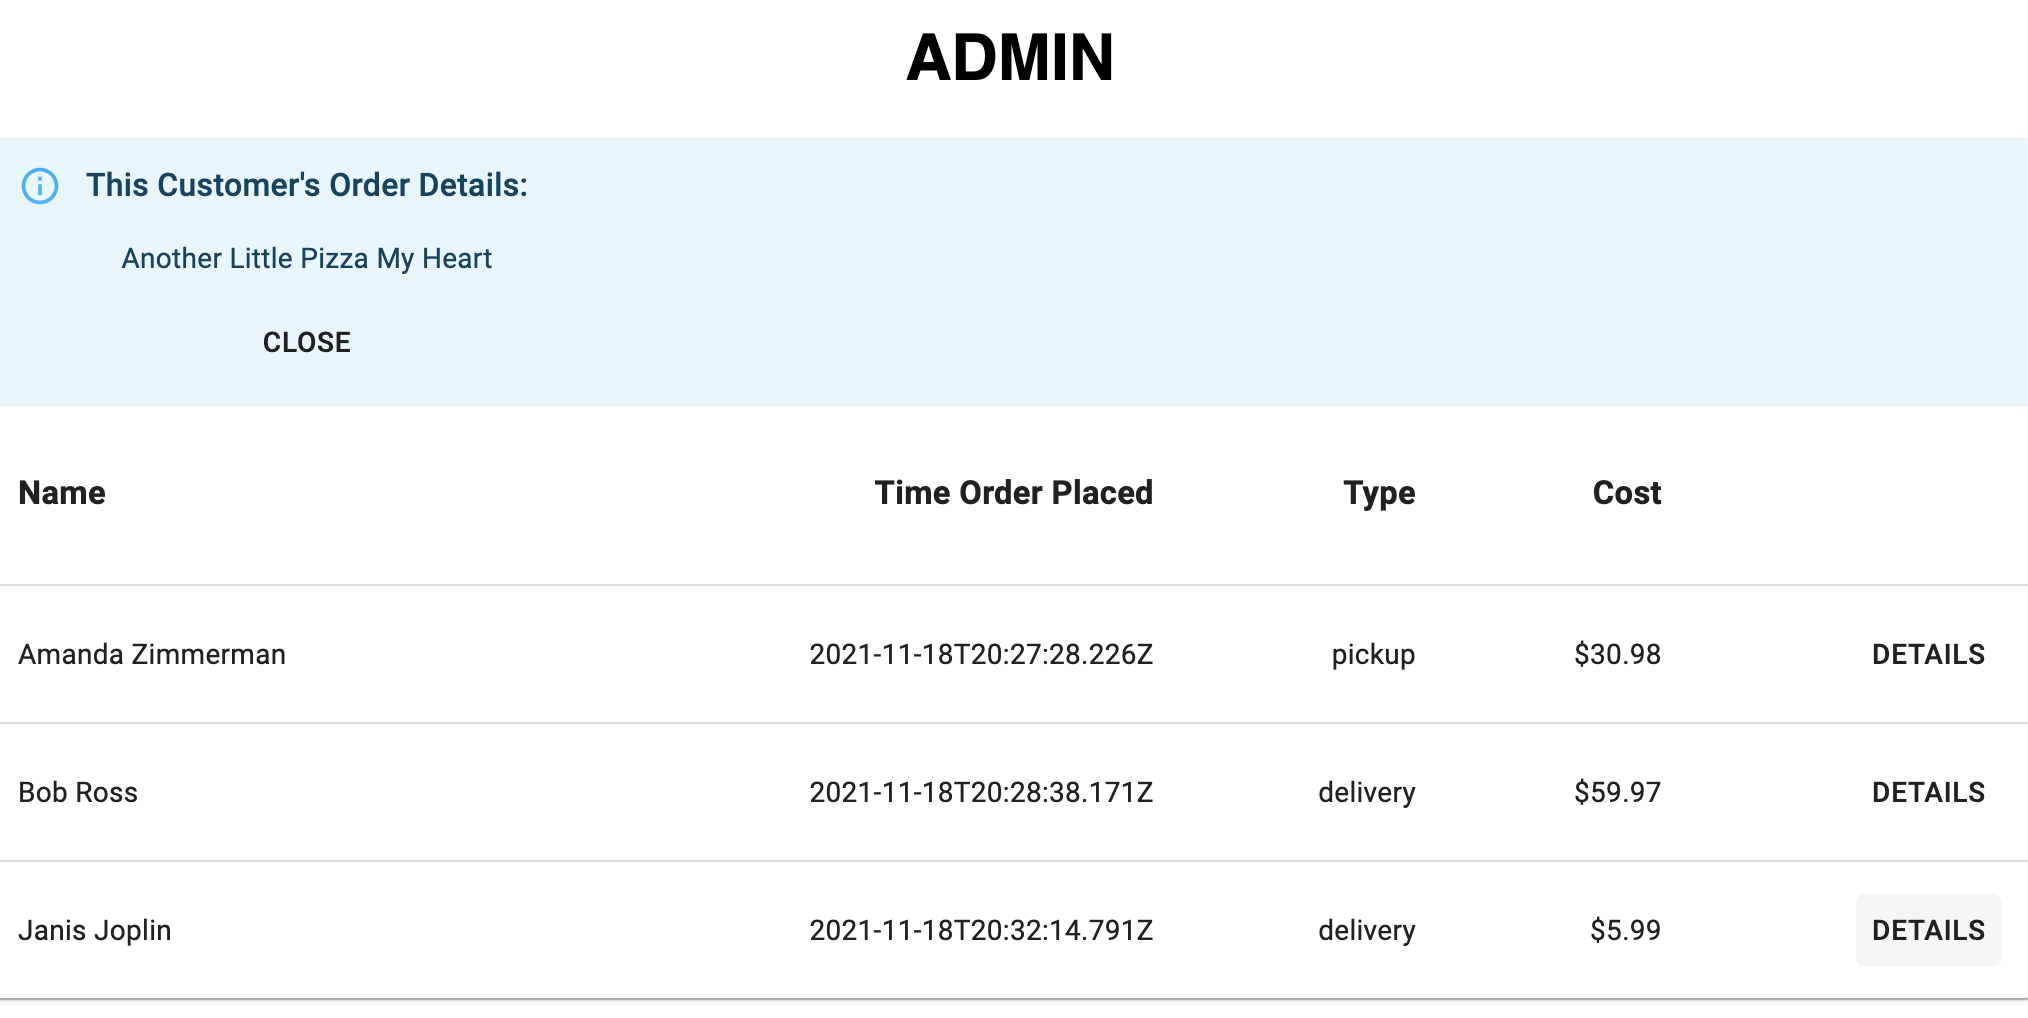 ADMIN
This Customer's Order Details:
Another Little Pizza My Heart
CLOSE
Name Time Order Placed Type Cost
Amanda Zimmerman 2021-11-18T20:27:28.226Z pickup $30.98 DETAILS
Bob Ross 2021-11-18T20:28:38.171Z delivery $59.97 DETAILS
Janis Joplin 2021-11-18T20:32:14.791Z delivery $5.99 DETAILS